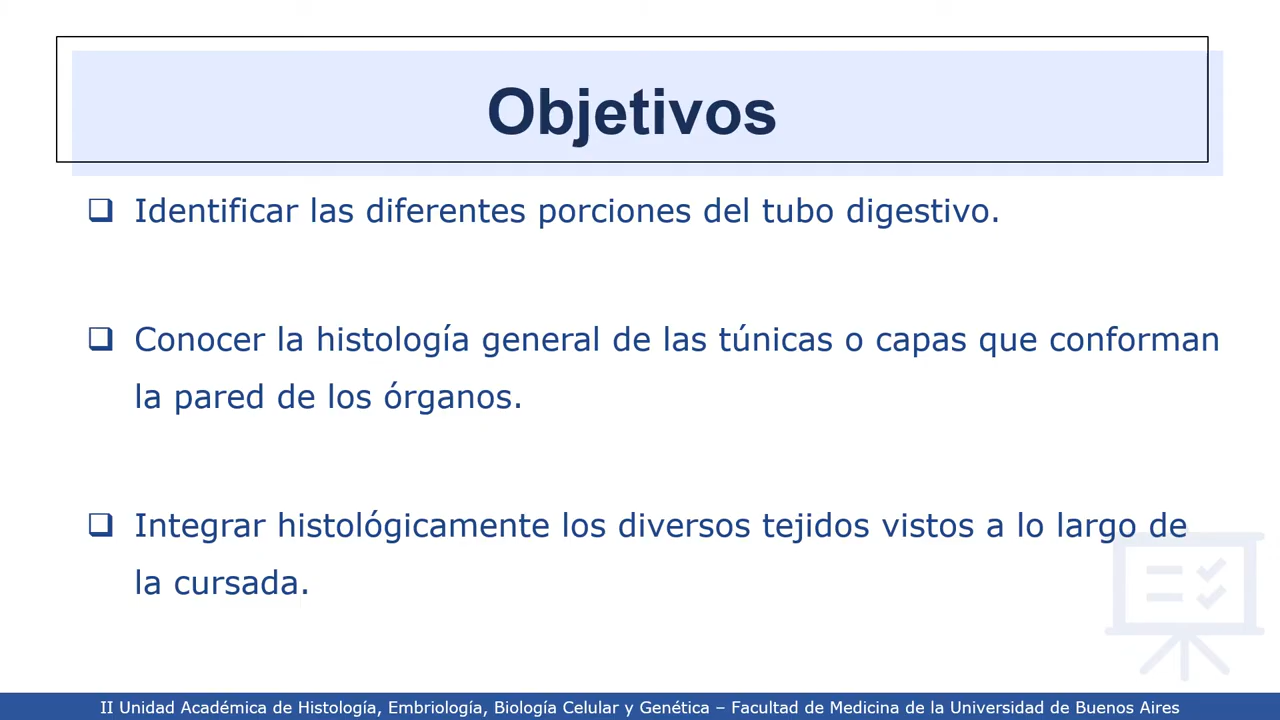 Objetivos
❑ Identificar las diferentes porciones del tubo digestivo.
❑ Conocer la histología general de las túnicas o capas que conforman
la pared de los órganos.
❑ Integrar histológicamente los diversos tejidos vistos a lo largo de
la cursada.
II Unidad Académica de Histología, Embriología, Biología Celular y Genética – Facultad de Medicina de la Universidad de Buenos Aires